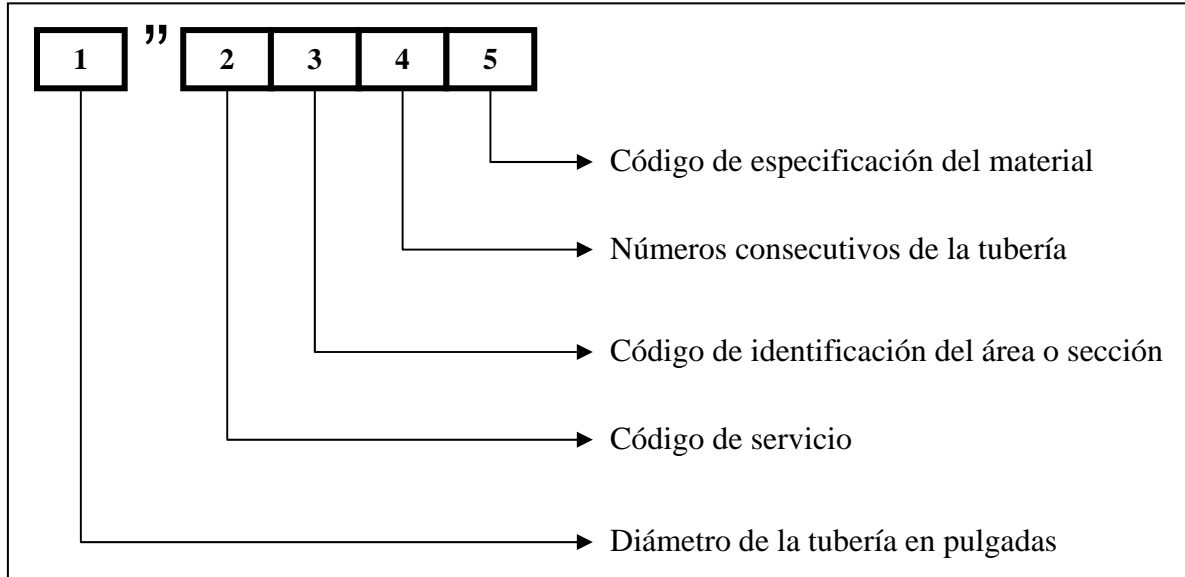 1 ” 2 3 4 5
Código de especificación del material
Números consecutivos de la tubería
Código de identificación del área o sección
Código de servicio
Diámetro de la tubería en pulgadas